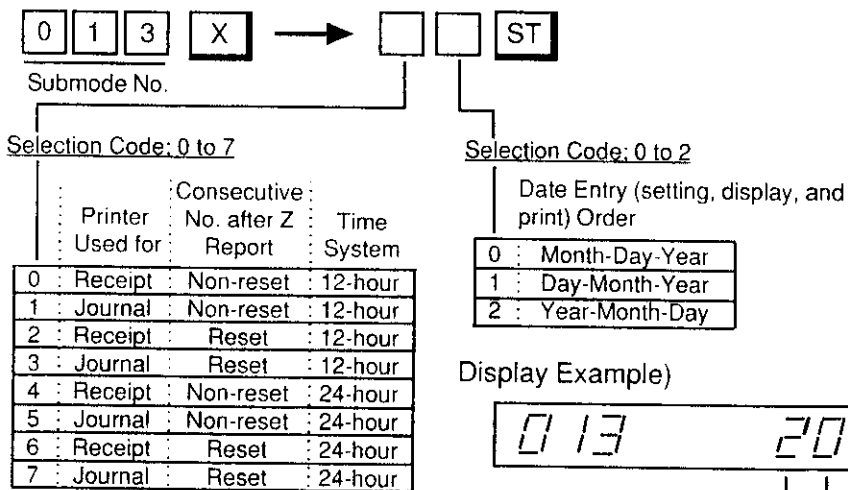 0 1 3 X → ST
Submode No.
Selection Code; 0 to 7
Printer Used for : Consecutive No. after Z Report : Time System
0 : Receipt : Non-reset : 12-hour
1 : Journal : Non-reset : 12-hour
2 : Receipt : Reset : 12-hour
3 : Journal : Reset : 12-hour
4 : Receipt : Non-reset : 24-hour
5 : Journal : Non-reset : 24-hour
6 : Receipt : Reset : 24-hour
7 : Journal : Reset : 24-hour
Selection Code; 0 to 2
Date Entry (setting, display, and
print) Order
0 : Month-Day-Year
1 : Day-Month-Year
2 : Year-Month-Day
Display Example)
013 20